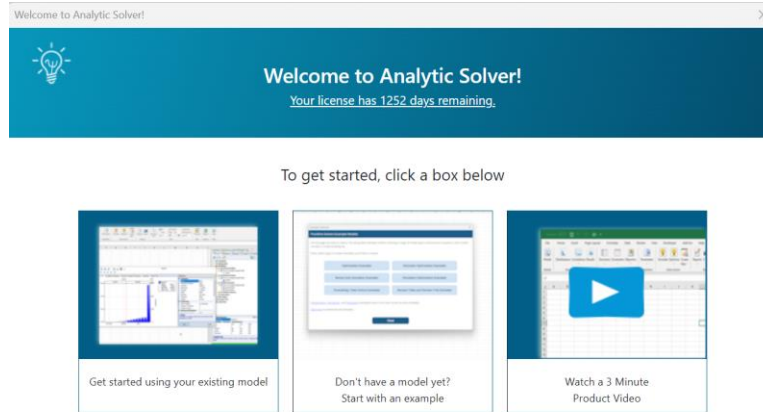 Welcome to Analytic Solver!
Welcome to Analytic Solver!
Your license has 1252 days remaining.
To get started, click a box below
Get started using your existing model
Don't have a model yet?
Start with an example
Watch a 3 Minute
Product Video